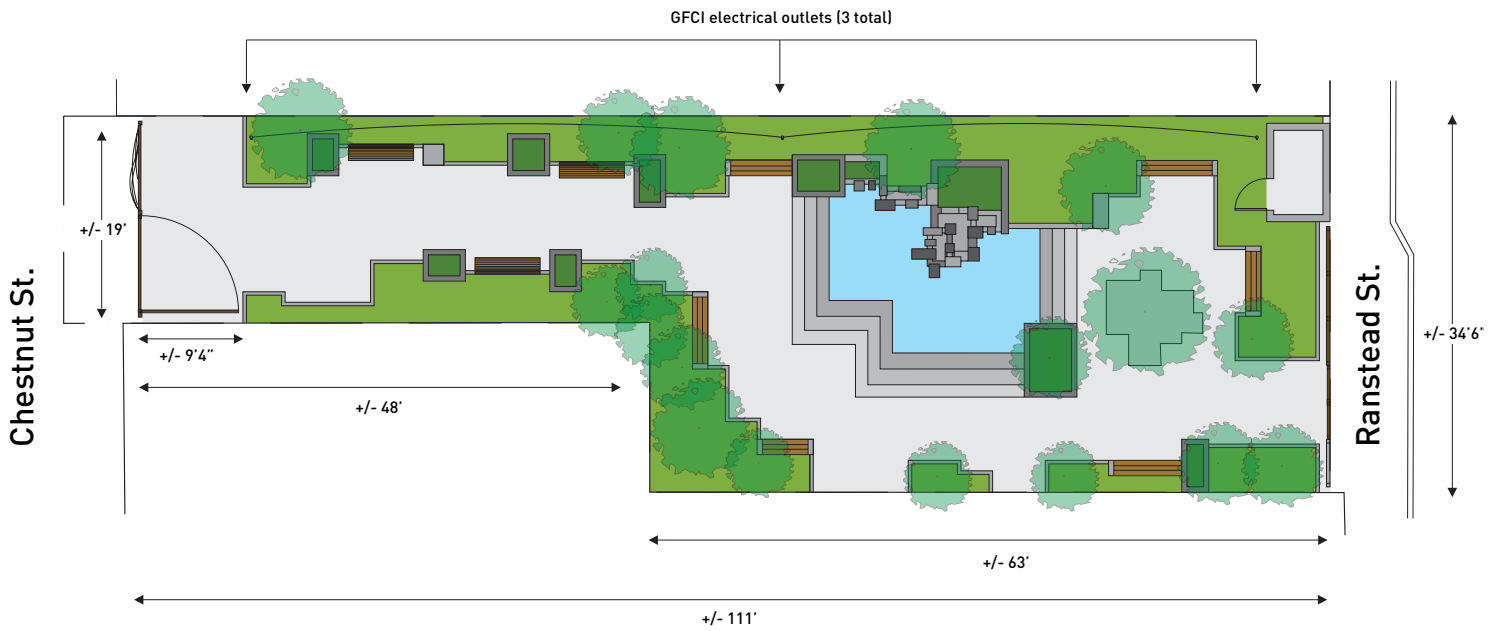 GFCI electrical outlets (3 total)
+/- 19’
Chestnut St.
+/- 9’4”
+/- 48’
Ranstead St.
+/- 34’6"
+/- 63’
+/- 111’